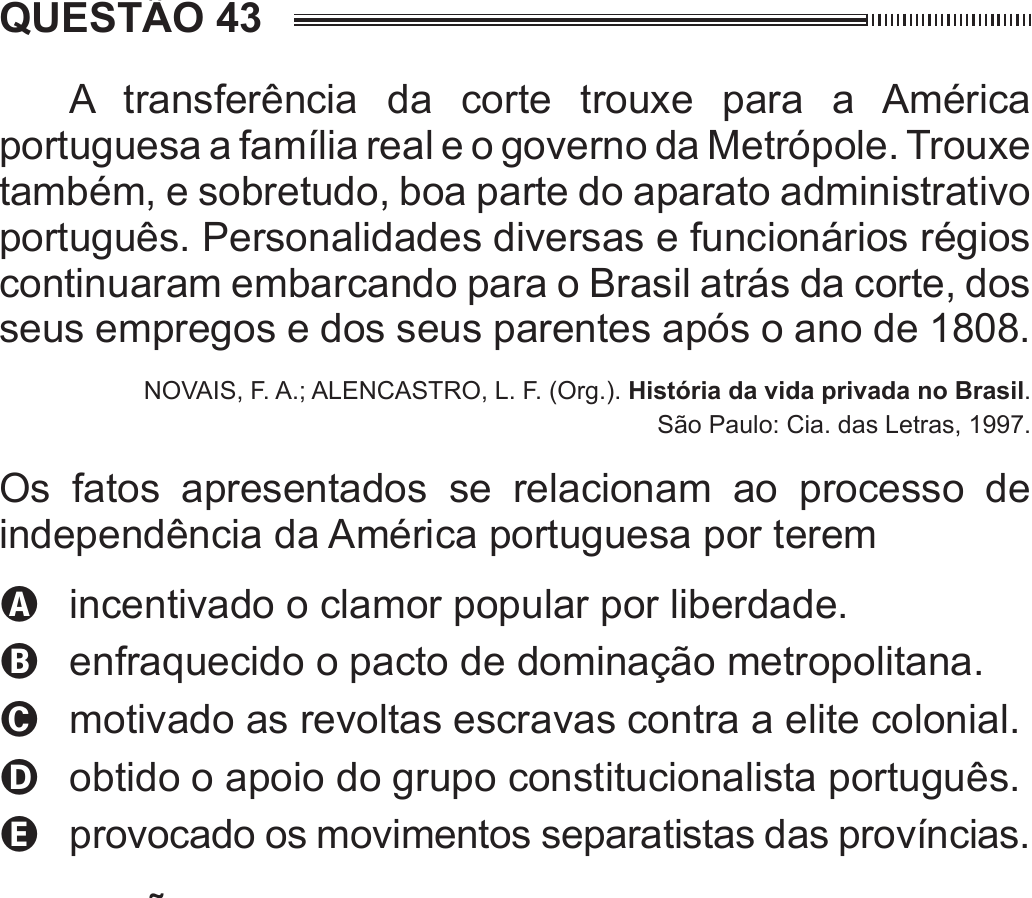 QUESTÃO 43
A transferência da corte trouxe para a América
portuguesa a família real e o governo da Metrópole. Trouxe
também, e sobretudo, boa parte do aparato administrativo
português. Personalidades diversas e funcionários régios
continuaram embarcando para o Brasil atrás da corte, dos
seus empregos e dos seus parentes após o ano de 1808.
NOVAIS, F. A.; ALENCASTRO, L. F. (Org.). História da vida privada no Brasil.
São Paulo: Cia. das Letras, 1997.
Os fatos apresentados se relacionam ao processo de
independência da América portuguesa por terem
A incentivado o clamor popular por liberdade.
B enfraquecido o pacto de dominação metropolitana.
C motivado as revoltas escravas contra a elite colonial.
D obtido o apoio do grupo constitucionalista português.
E provocado os movimentos separatistas das províncias.